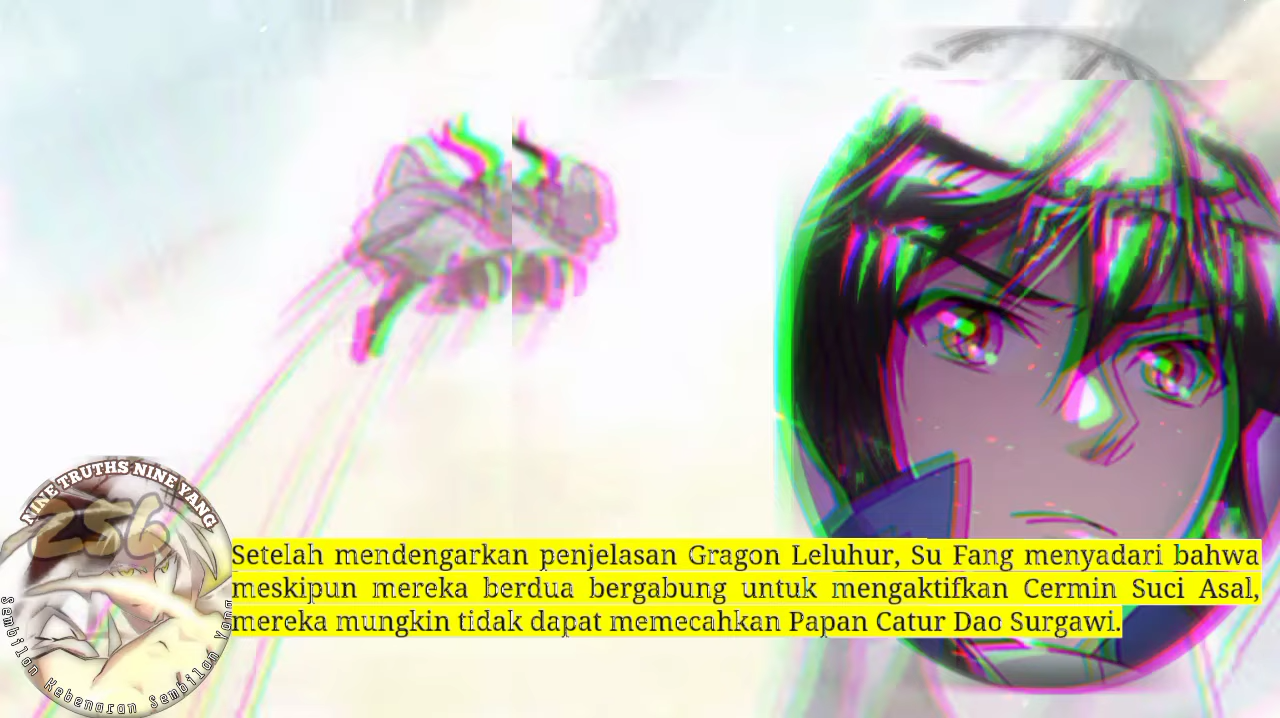 NINE TRUTHS NINE YANG
256
Setelah mendengarkan penjelasan Gragon Leluhur, Su Fang menyadari bahwa
meskipun mereka berdua bergabung untuk mengaktifkan Cermin Suci Asal,
mereka mungkin tidak dapat memecahkan Papan Catur Dao Surgawi.
Sembilan Kebenaran Sembilan Yang